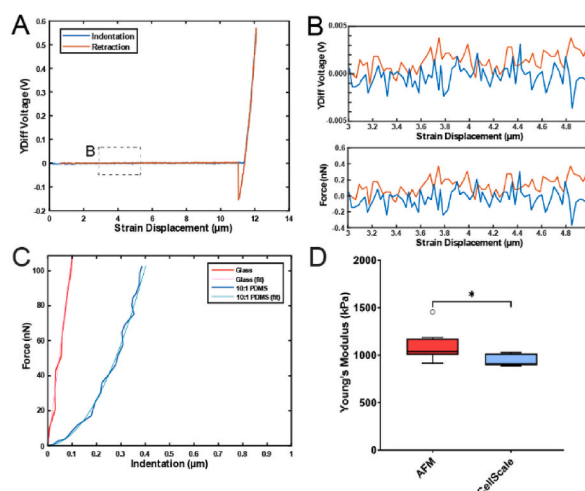 A
Indentation
Retraction
YDiff Voltage (V)
0.6
0.5
0.4
0.3
0.2
0.1
0
-0.1
-0.2
B
0 2 4 6 8 10 12 14
Strain Displacement (µm)
B
YDiff Voltage (V)
0.005
0.000
-0.005
3 3.2 3.4 3.6 3.8 4 4.2 4.4 4.6 4.8
Strain Displacement (µm)
Force(nN)
0.6
0.4
0.2
0.0
-0.2
-0.4
3 3.2 3.4 3.6 3.8 4 4.2 4.4 4.6 4.8
Strain Displacement (µm)
C
Glass
Glass (fit)
10:1 PDMS
10:1 PDMS (fit)
Force (nN)
100
80
60
40
20
0
0 0.1 0.2 0.3 0.4 0.5 0.6 0.7 0.8 0.9 1
Indentation (µm)
D
*
Young's Modulus (kPa)
2000
1500
1000
500
0
AFM
CellScale